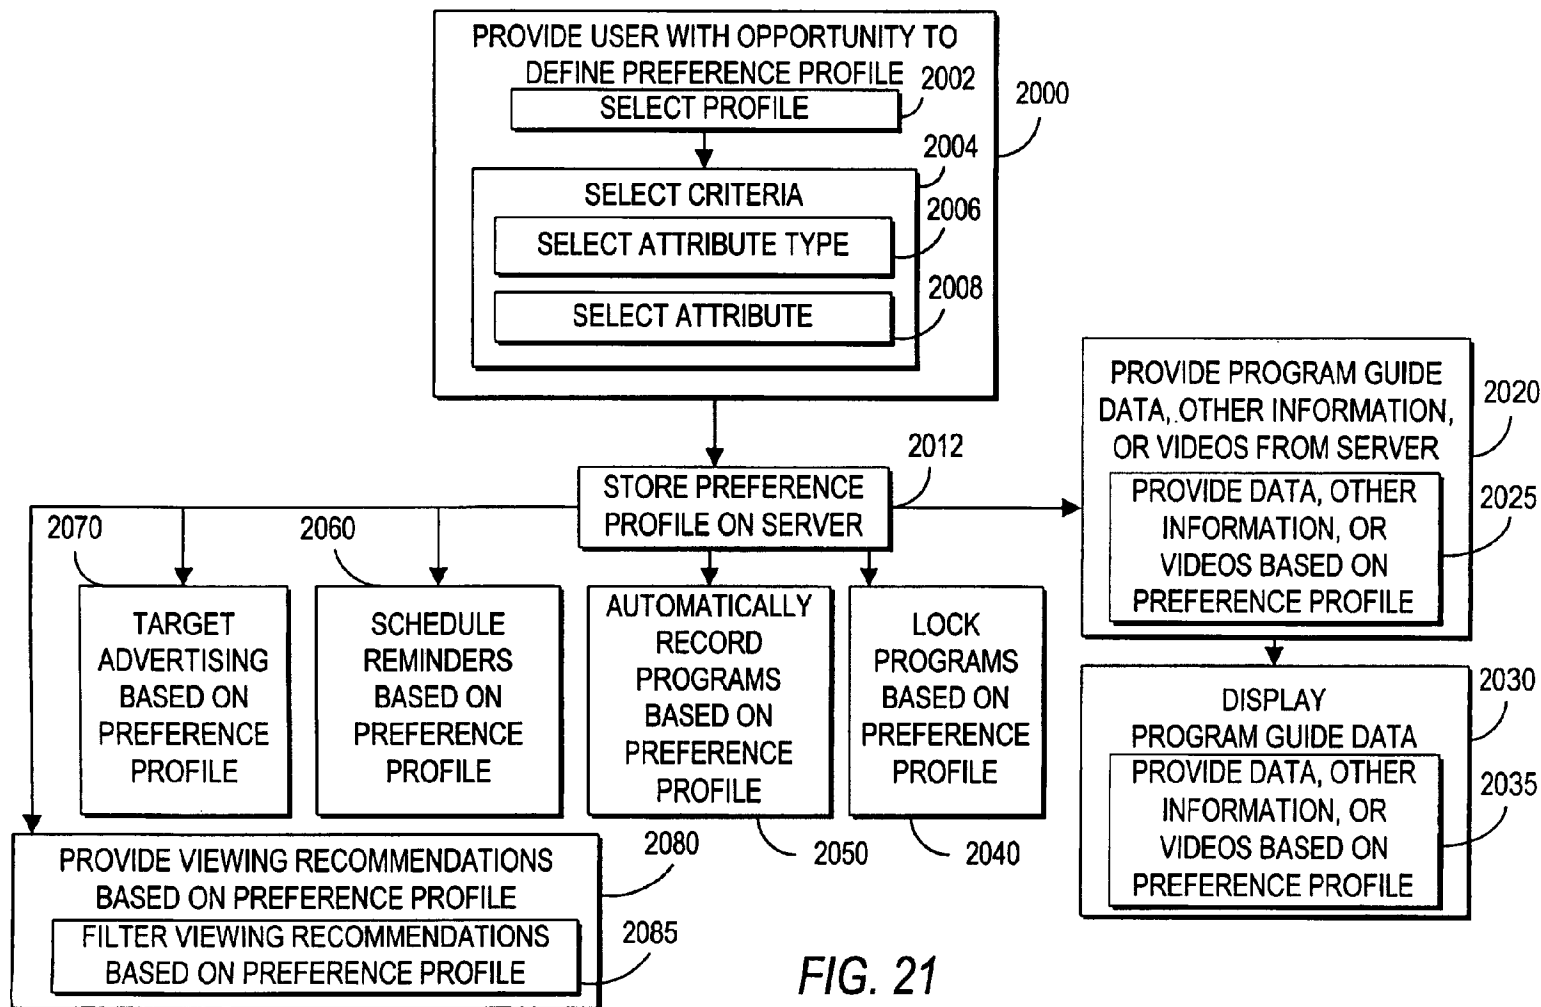 PROVIDE USER WITH OPPORTUNITY TO
DEFINE PREFERENCE PROFILE
2002
SELECT PROFILE
2000
2004
SELECT CRITERIA
2006
SELECT ATTRIBUTE TYPE
2008
SELECT ATTRIBUTE
2012
STORE PREFERENCE
PROFILE ON SERVER
PROVIDE PROGRAM GUIDE
DATA, OTHER INFORMATION,
OR VIDEOS FROM SERVER
2020
PROVIDE DATA, OTHER
INFORMATION, OR
VIDEOS BASED ON
PREFERENCE PROFILE
2025
2070
TARGET
ADVERTISING
BASED ON
PREFERENCE
PROFILE
2060
SCHEDULE
REMINDERS
BASED ON
PREFERENCE
PROFILE
AUTOMATICALLY
RECORD
PROGRAMS
BASED ON
PREFERENCE
PROFILE
2050
LOCK
PROGRAMS
BASED ON
PREFERENCE
PROFILE
2040
DISPLAY
PROGRAM GUIDE DATA
2030
PROVIDE DATA, OTHER
INFORMATION, OR
VIDEOS BASED ON
PREFERENCE PROFILE
2035
PROVIDE VIEWING RECOMMENDATIONS
BASED ON PREFERENCE PROFILE
2080
FILTER VIEWING RECOMMENDATIONS
BASED ON PREFERENCE PROFILE
2085
FIG. 21